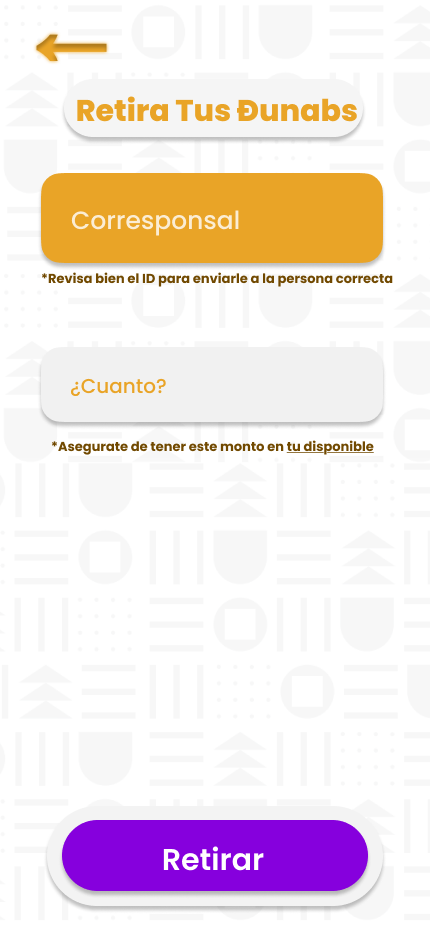 Retira Tus Đunabs
Corresponsal
*Revisa bien el ID para enviarle a la persona correcta
¿Cuanto?
*Asegurate de tener este monto en tu disponible
Retirar